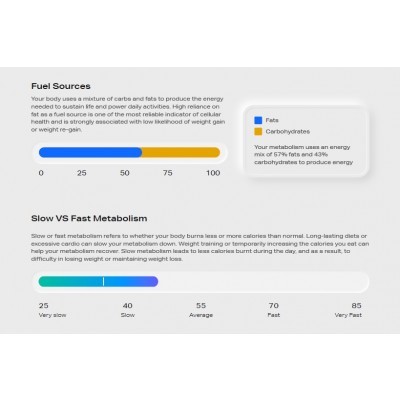 Fuel Sources
Your body uses a mixture of carbs and fats to produce the energy
needed to sustain life and power daily activities. High reliance on
fat as a fuel source is one of the most reliable indicator of cellular
health and is strongly associated with low likelihood of weight gain
or weight re-gain.
Fats
Carbohydrates
Your metabolism uses an energy
mix of 57% fats and 43%
carbohydrates to produce energy
0 25 50 75 100
Slow VS Fast Metabolism
Slow or fast metabolism refers to whether your body burns less or more calories than normal. Long-lasting diets or
excessive cardio can slow your metabolism down. Weight training or temporarily increasing the calories you eat can
help your metabolism recover. Slow metabolism leads to less calories burnt during the day, and as a result, to
difficulty in losing weight or maintaining weight loss.
25 40 55 70 85
Very slow Slow Average Fast Very Fast